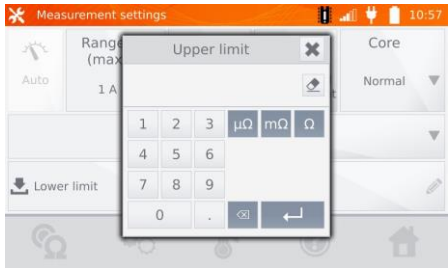 Measurement settings 10:57
Range Upper limit Core
(max
Auto 1 A t Normal
1 2 3 μΩ mΩ Ω
4 5 6
Lower limit 7 8 9
0 .